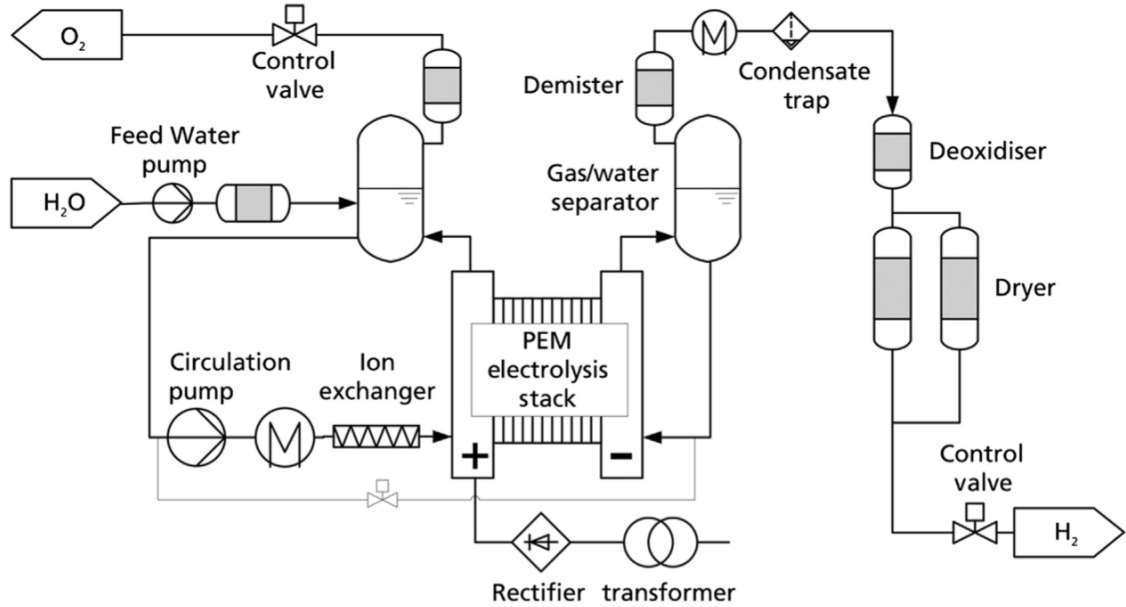 O₂
Control
valve
Demister
Condensate
trap
Feed Water
pump
H₂O
Gas/water
separator
Deoxidiser
Dryer
PEM
electrolysis
stack
Circulation
pump
Ion
exchanger
+
−
Control
valve
H₂
Rectifier transformer